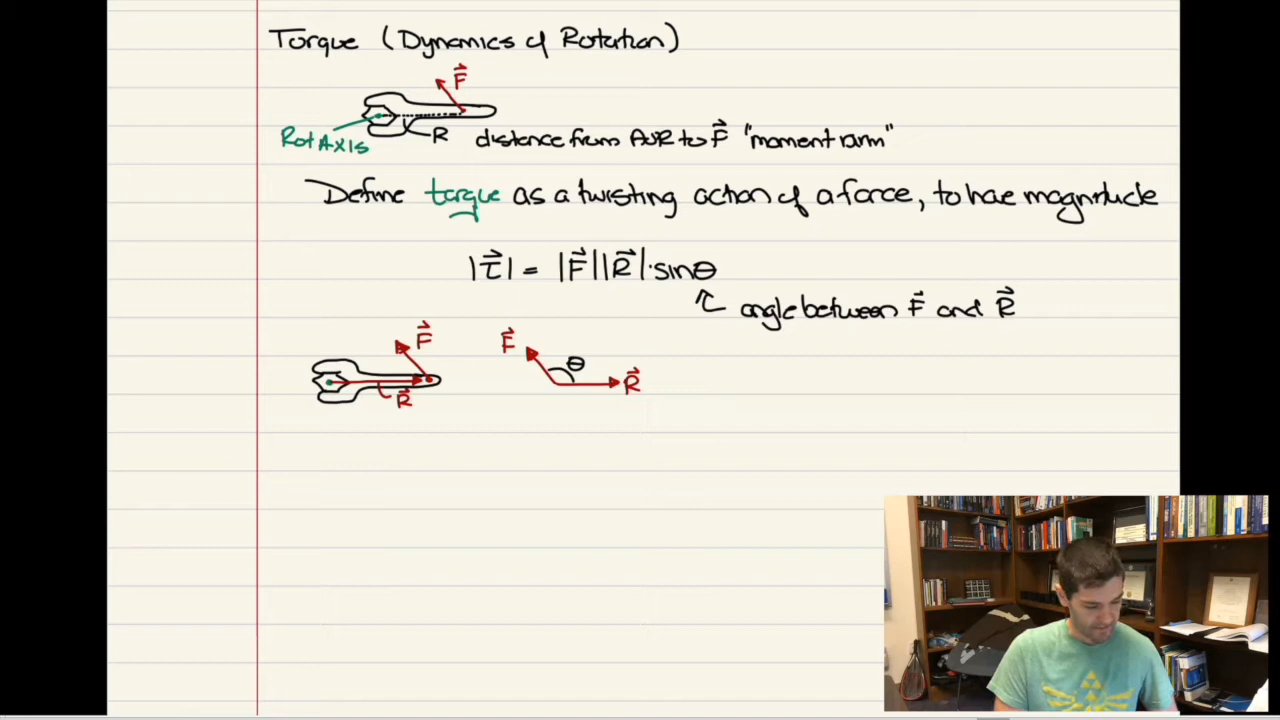 Torque (Dynamics of Rotation)
F⃗
Rot Axis
R distance from AOR to F⃗ "moment arm"
Define torque as a twisting action of a force, to have magnitude
|τ⃗| = |F⃗||R⃗|·sinθ
angle between F⃗ and R⃗
F⃗
R⃗
F⃗ θ
R⃗